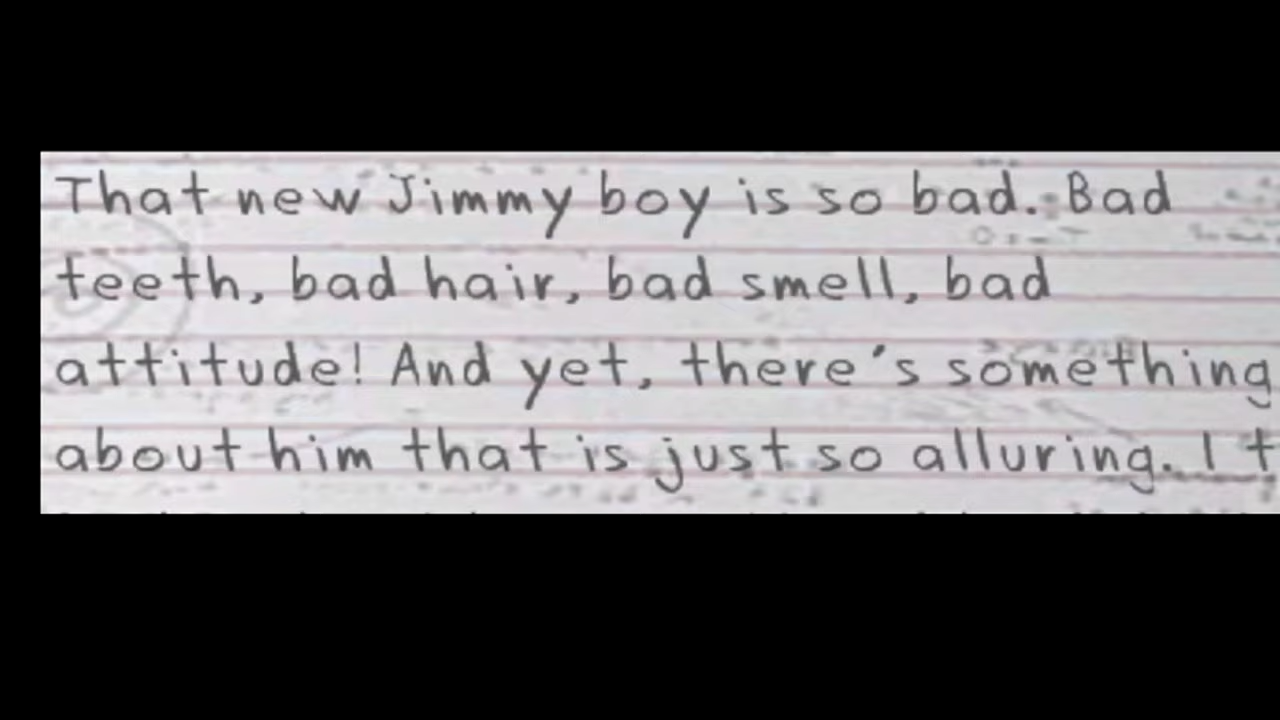 That new Jimmy boy is so bad. Bad
teeth, bad hair, bad smell, bad
attitude! And yet, there's something
about him that is just so alluring. I